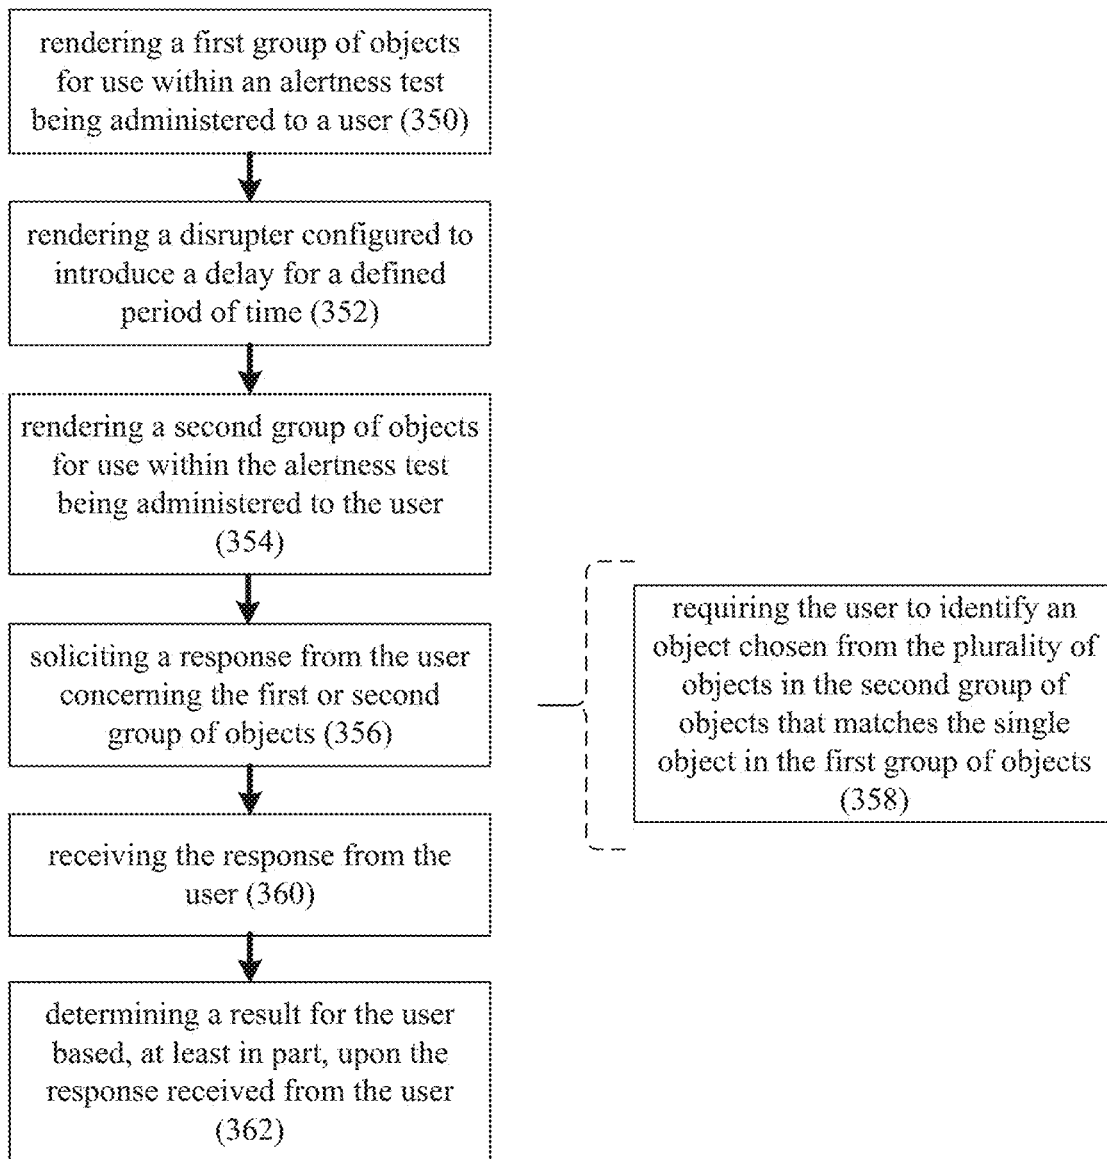 rendering a first group of objects
for use within an alertness test
being administered to a user (350)
rendering a disrupter configured to
introduce a delay for a defined
period of time (352)
rendering a second group of objects
for use within the alertness test
being administered to the user
(354)
soliciting a response from the user
concerning the first or second
group of objects (356)
requiring the user to identify an
object chosen from the plurality of
objects in the second group of
objects that matches the single
object in the first group of objects
(358)
receiving the response from the
user (360)
determining a result for the user
based, at least in part, upon the
response received from the user
(362)